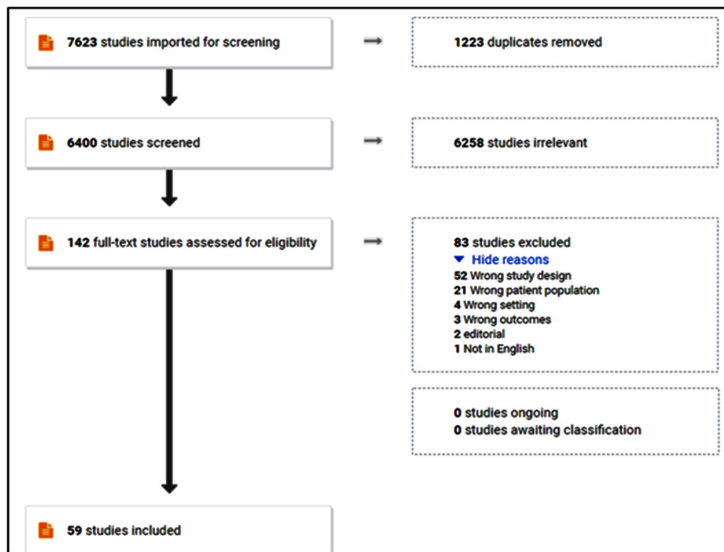 7623 studies imported for screening
1223 duplicates removed
6400 studies screened
6258 studies irrelevant
142 full-text studies assessed for eligibility
83 studies excluded
Hide reasons
52 Wrong study design
21 Wrong patient population
4 Wrong setting
3 Wrong outcomes
2 editorial
1 Not in English
0 studies ongoing
0 studies awaiting classification
59 studies included